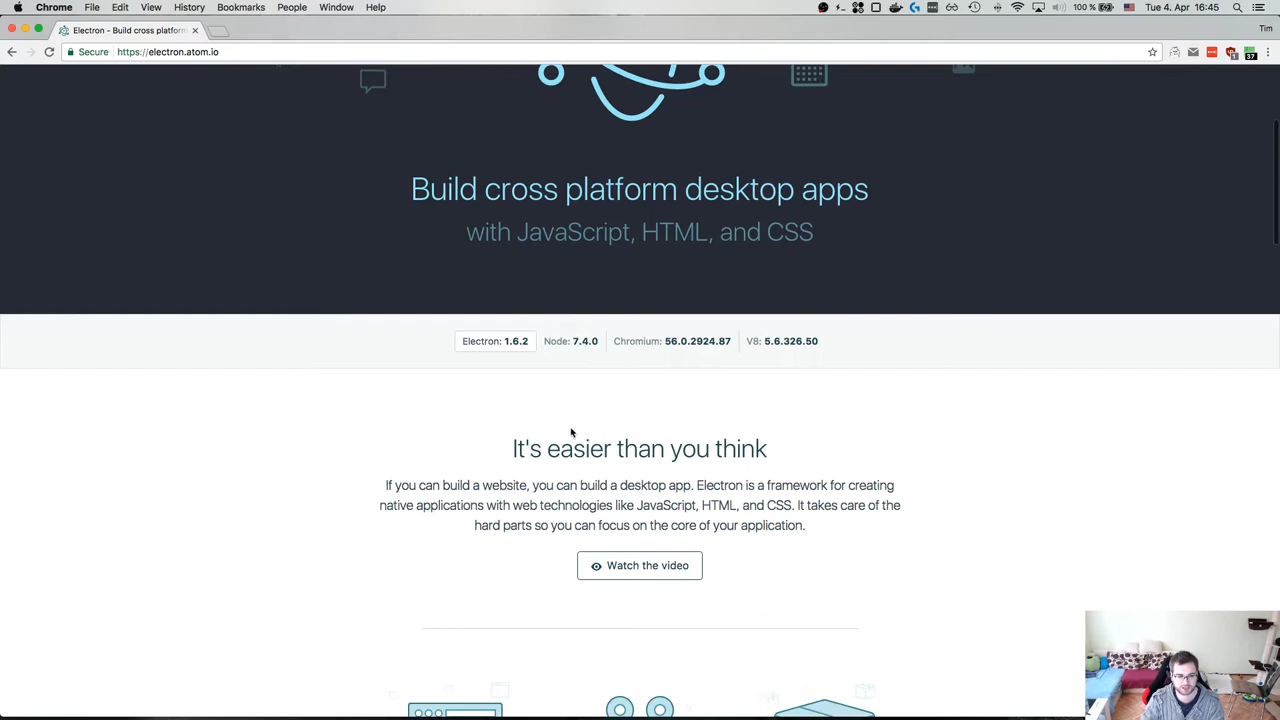 Chrome File Edit View History Bookmarks People Window Help 100 % Tue 4. Apr 16:45
Electron - Build cross platform Tim
Secure https://electron.atom.io 1 37
Build cross platform desktop apps
with JavaScript, HTML, and CSS
Electron: 1.6.2 Node: 7.4.0 Chromium: 56.0.2924.87 V8: 5.6.326.50
It's easier than you think
If you can build a website, you can build a desktop app. Electron is a framework for creating
native applications with web technologies like JavaScript, HTML, and CSS. It takes care of the
hard parts so you can focus on the core of your application.
Watch the video